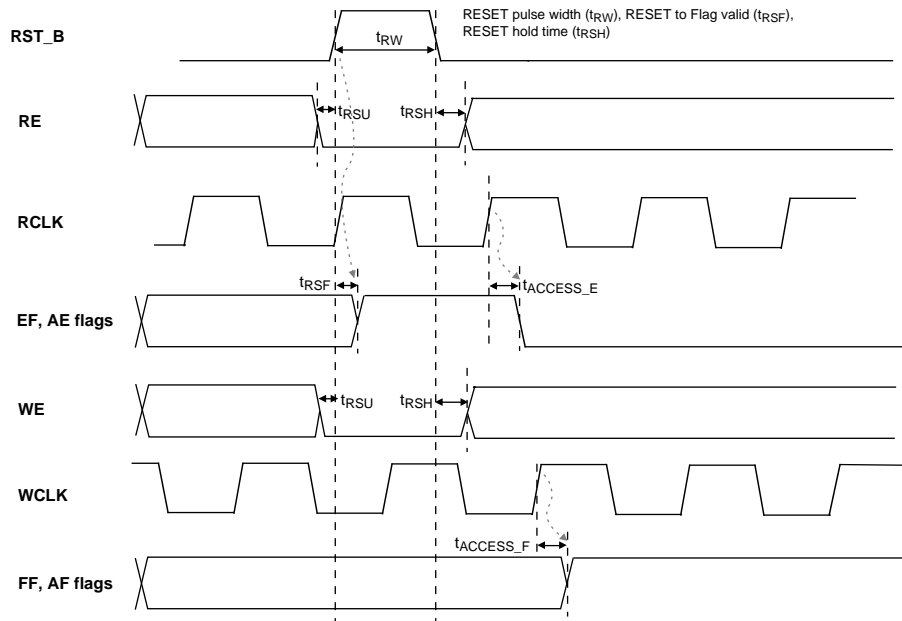 RESET pulse width (tRW), RESET to Flag valid (tRSF),
RESET hold time (tRSH)
RST_B
tRW
RE
tRSU
tRSH
RCLK
tRSF
tACCESS_E
EF, AE flags
WE
tRSU
tRSH
WCLK
tACCESS_F
FF, AF flags